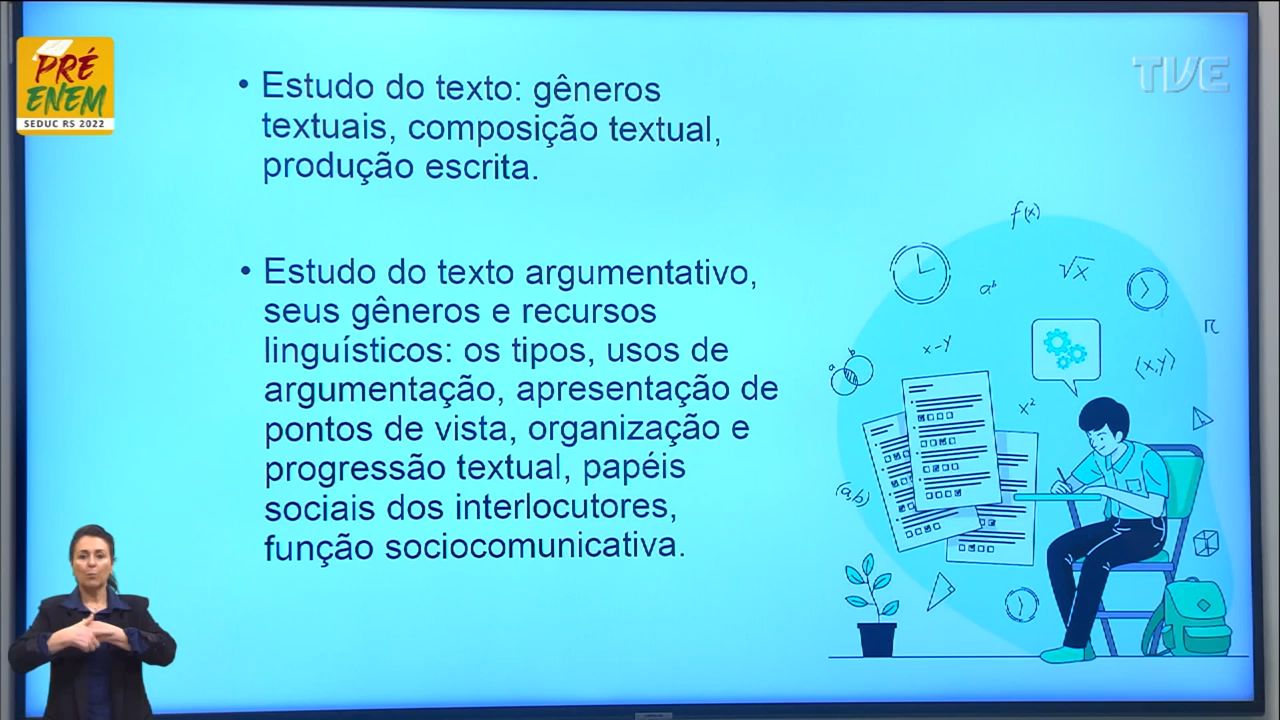 PRÉ
ENEM
SEDUC RS 2022
TVE
• Estudo do texto: gêneros
textuais, composição textual,
produção escrita.
• Estudo do texto argumentativo,
seus gêneros e recursos
linguísticos: os tipos, usos de
argumentação, apresentação de
pontos de vista, organização e
progressão textual, papéis
sociais dos interlocutores,
função sociocomunicativa.
f(x)
√x
aᵇ
π
x-y
(x,y)
b
a
x²
(a,b)